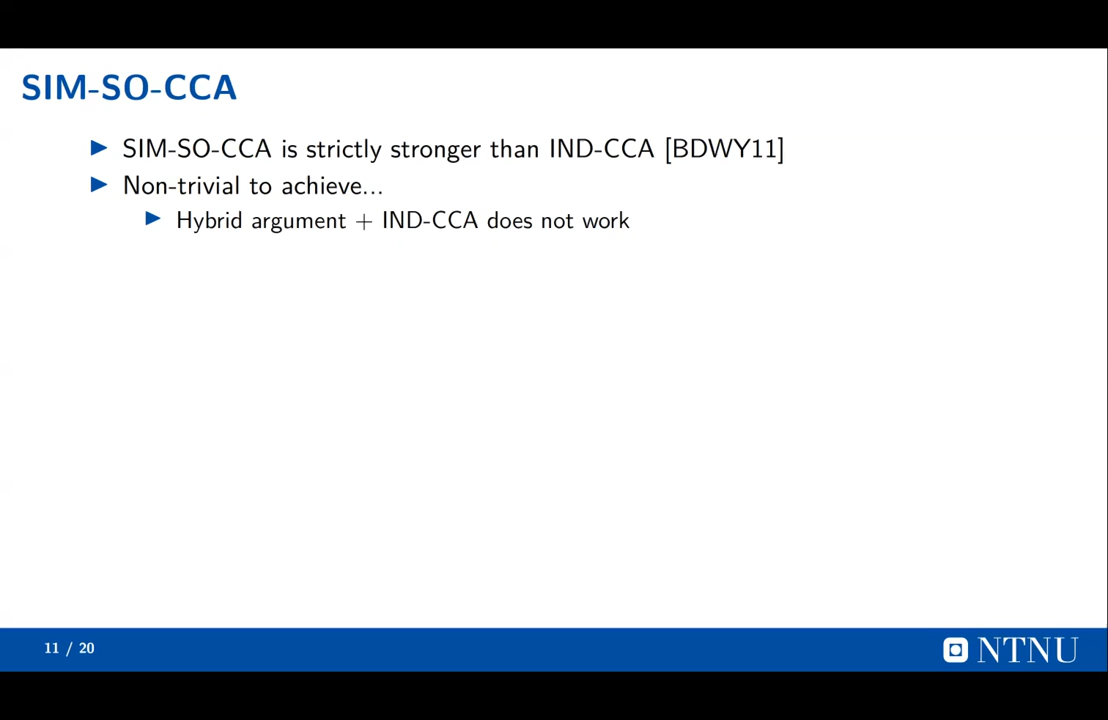 SIM-SO-CCA
SIM-SO-CCA is strictly stronger than IND-CCA [BDWY11]
Non-trivial to achieve...
Hybrid argument + IND-CCA does not work
11 / 20
NTNU